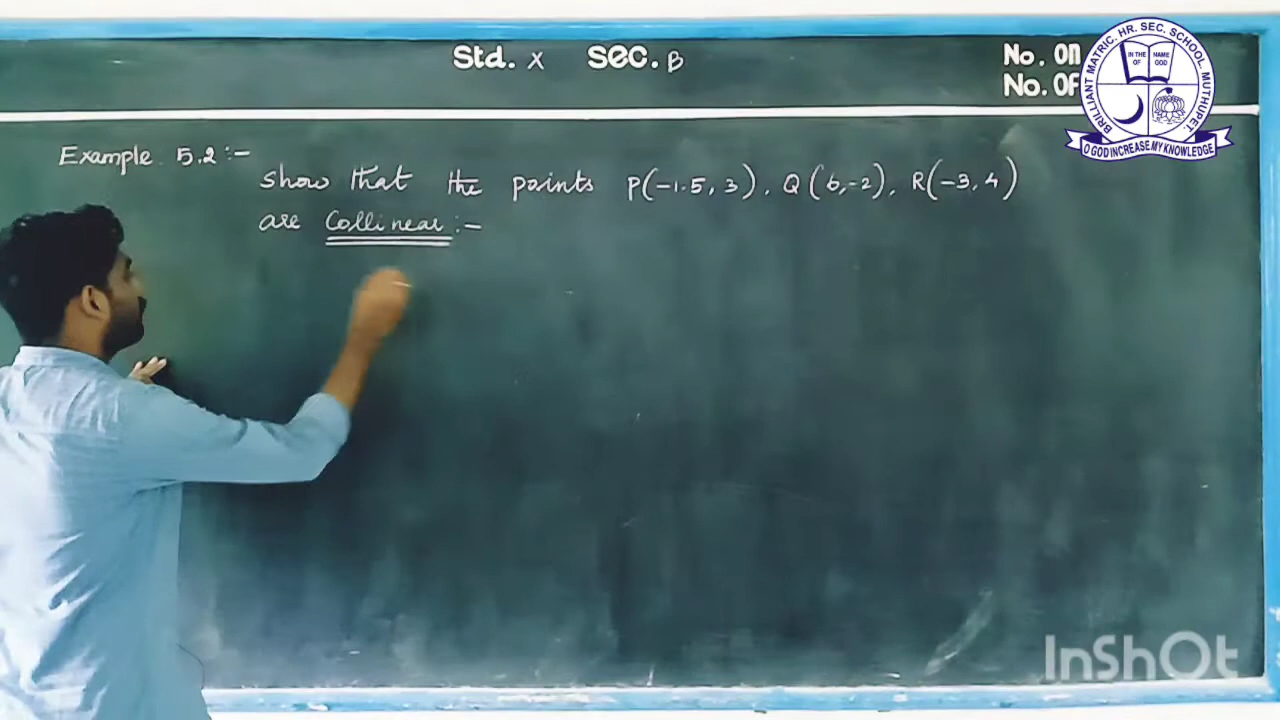 Std. X Sec. B
No. ON
No. OF
BRILLIANT MATRIC. HR. SEC. SCHOOL, MUTHUPET.
IN THE NAME
OF GOD
O GOD INCREASE MY KNOWLEDGE
Example 5.2:-
Show that the points P(-1.5, 3), Q(6,-2), R(-3, 4)
are Collinear:-
InShOt